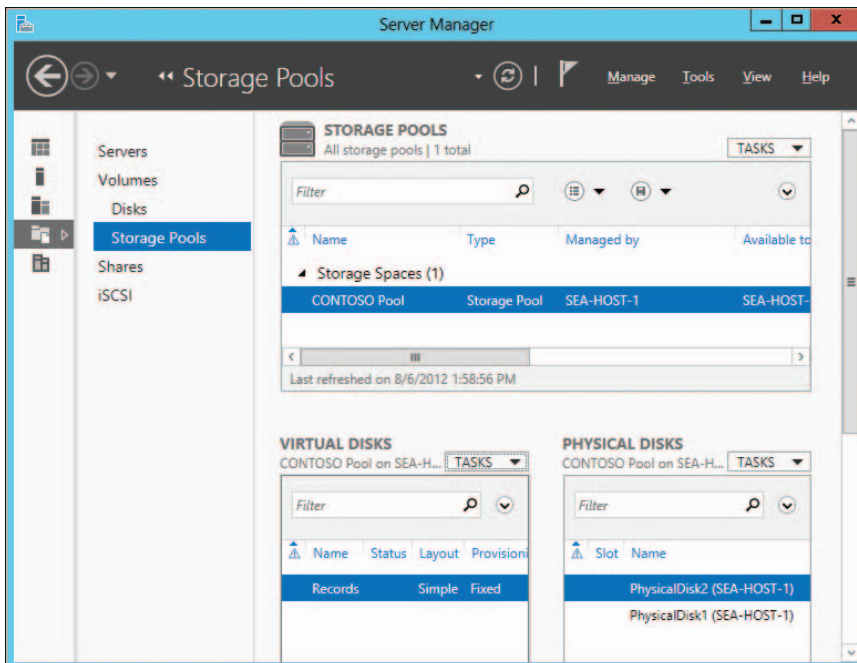 Server Manager
Storage Pools
Manage Tools View Help
Servers
Volumes
Disks
Storage Pools
Shares
iSCSI
STORAGE POOLS
All storage pools | 1 total
TASKS
Filter
Name Type Managed by Available to
Storage Spaces (1)
CONTOSO Pool Storage Pool SEA-HOST-1 SEA-HOST-
Last refreshed on 8/6/2012 1:58:56 PM
VIRTUAL DISKS
CONTOSO Pool on SEA-H... TASKS
Filter
Name Status Layout Provisioni
Records Simple Fixed
PHYSICAL DISKS
CONTOSO Pool on SEA-H... TASKS
Filter
Slot Name
PhysicalDisk2 (SEA-HOST-1)
PhysicalDisk1 (SEA-HOST-1)